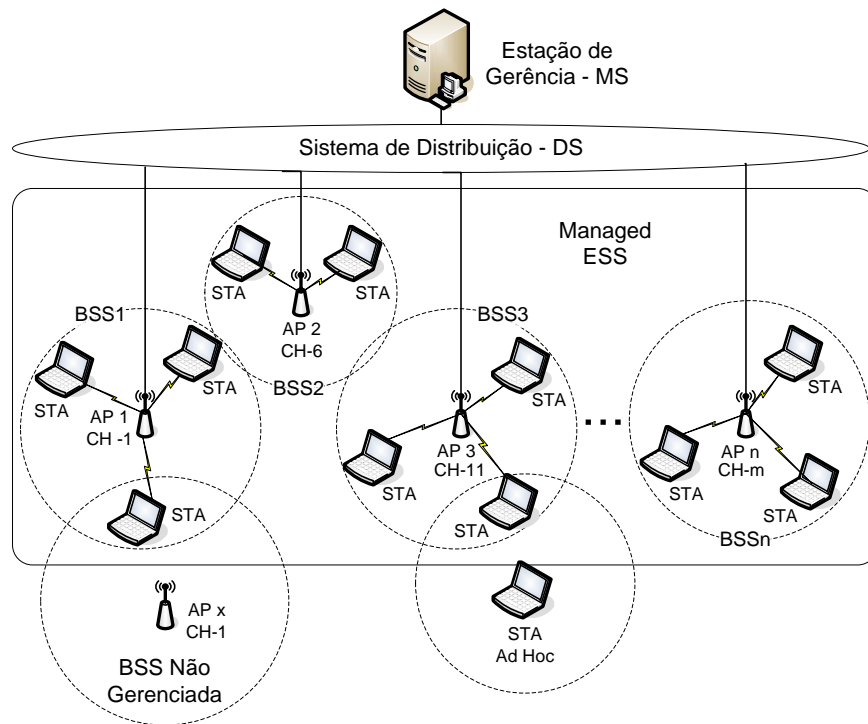 Estação de
Gerência - MS
Sistema de Distribuição - DS
Managed
ESS
STA
STA
AP 2
CH-6
BSS1
BSS2
BSS3
STA
STA
AP 1
CH -1
STA
STA
AP 3
CH-11
STA
STA
...
STA
AP n
CH-m
STA
STA
BSSn
AP x
CH-1
BSS Não
Gerenciada
STA
Ad Hoc